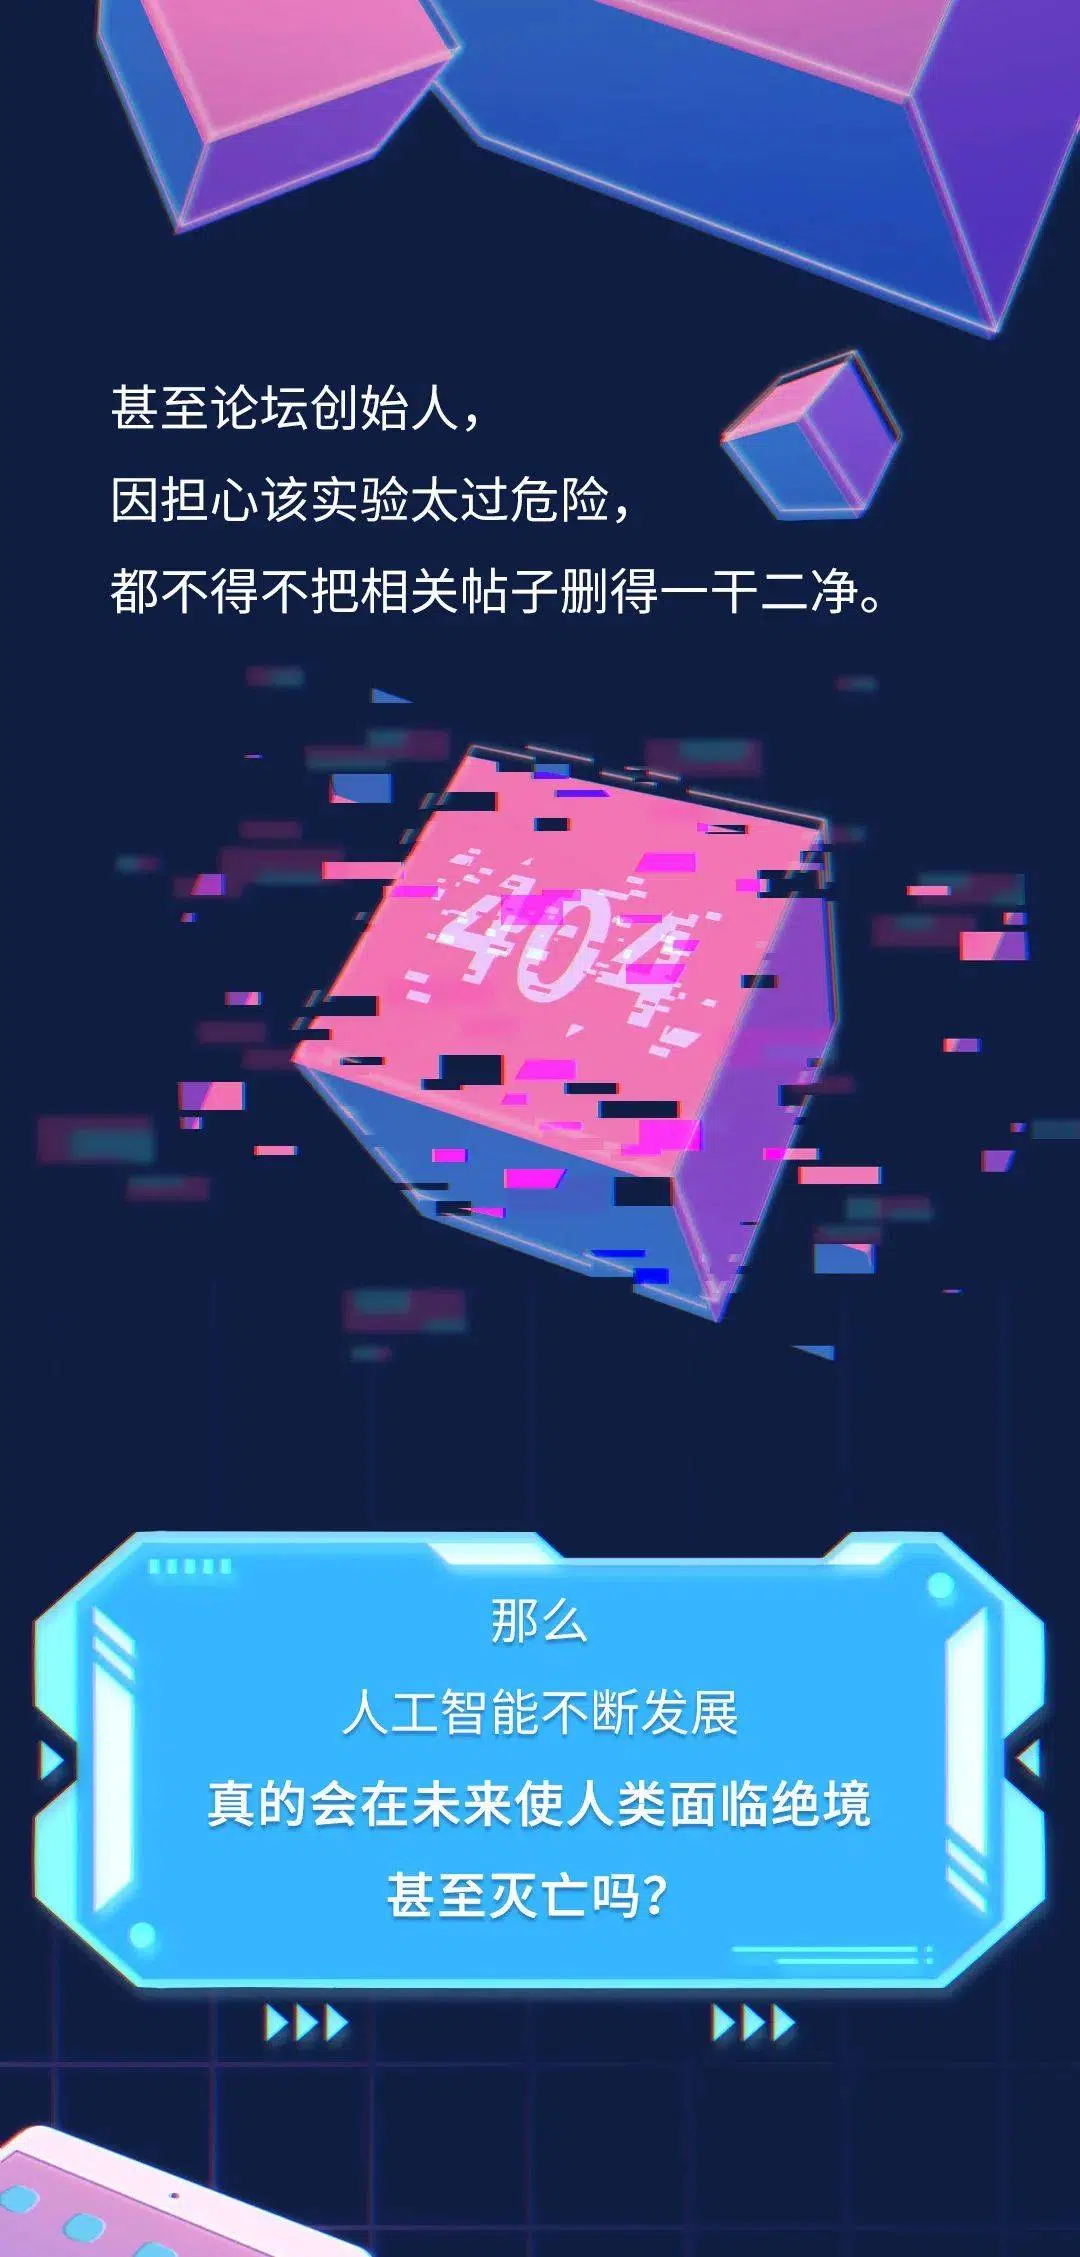 甚至论坛创始人，
因担心该实验太过危险，
都不得不把相关帖子删得一干二净。
404
那么
人工智能不断发展
真的会在未来使人类面临绝境
甚至灭亡吗？